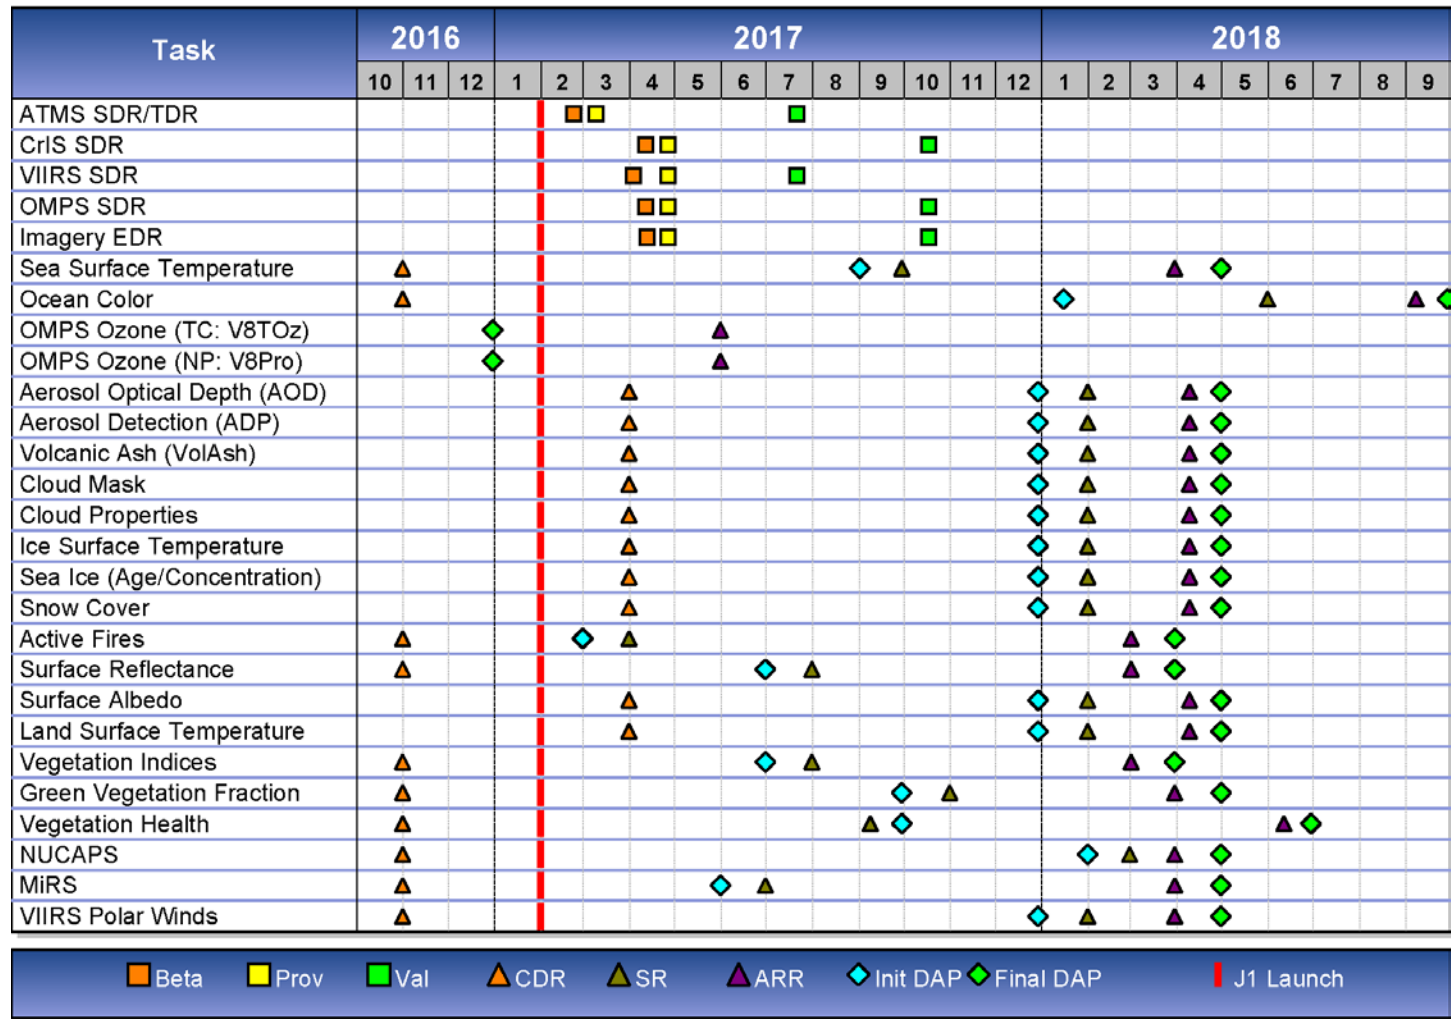 Task 2016 2017 2018
10 11 12 1 2 3 4 5 6 7 8 9 10 11 12 1 2 3 4 5 6 7 8 9
ATMS SDR/TDR
CrIS SDR
VIIRS SDR
OMPS SDR
Imagery EDR
Sea Surface Temperature
Ocean Color
OMPS Ozone (TC: V8TOz)
OMPS Ozone (NP: V8Pro)
Aerosol Optical Depth (AOD)
Aerosol Detection (ADP)
Volcanic Ash (VolAsh)
Cloud Mask
Cloud Properties
Ice Surface Temperature
Sea Ice (Age/Concentration)
Snow Cover
Active Fires
Surface Reflectance
Surface Albedo
Land Surface Temperature
Vegetation Indices
Green Vegetation Fraction
Vegetation Health
NUCAPS
MiRS
VIIRS Polar Winds
Beta Prov Val CDR SR ARR Init DAP Final DAP J1 Launch